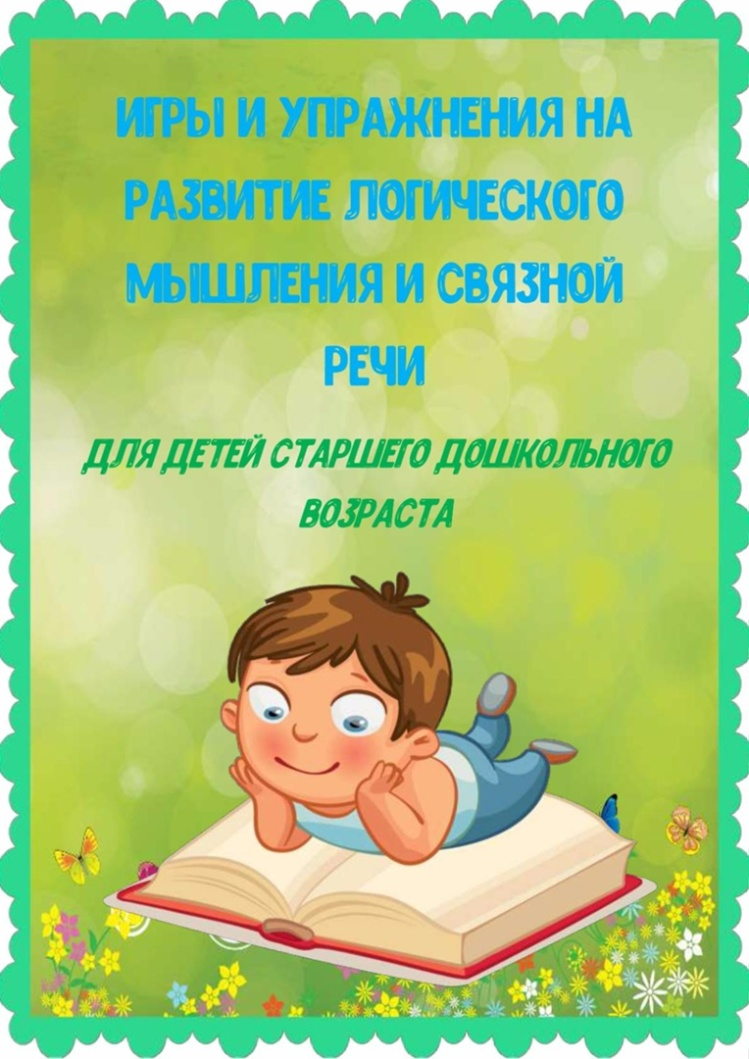 ИГРЫ И УПРАЖНЕНИЯ НА
РАЗВИТИЕ ЛОГИЧЕСКОГО
МЫШЛЕНИЯ И СВЯЗНОЙ
РЕЧИ
ДЛЯ ДЕТЕЙ СТАРШЕГО ДОШКОЛЬНОГО
ВОЗРАСТА